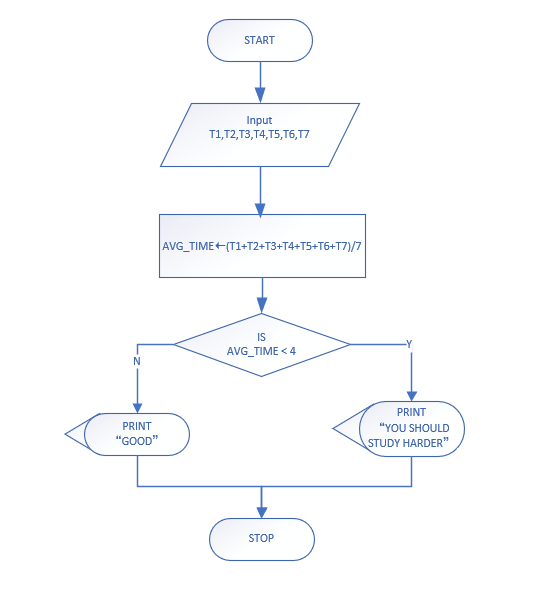 START
Input
T1,T2,T3,T4,T5,T6,T7
AVG_TIME←(T1+T2+T3+T4+T5+T6+T7)/7
IS
AVG_TIME < 4
N
Y
PRINT
“GOOD”
PRINT
“YOU SHOULD
STUDY HARDER”
STOP